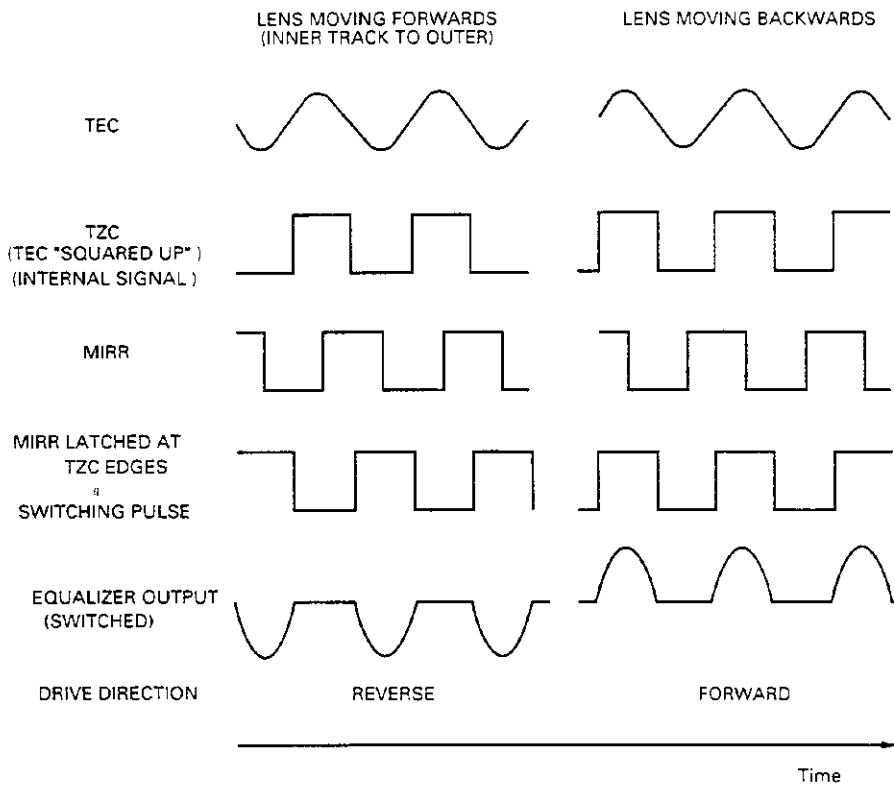 LENS MOVING FORWARDS
(INNER TRACK TO OUTER)
LENS MOVING BACKWARDS
TEC
TZC
(TEC "SQUARED UP" )
(INTERNAL SIGNAL )
MIRR
MIRR LATCHED AT
TZC EDGES
SWITCHING PULSE
EQUALIZER OUTPUT
(SWITCHED)
DRIVE DIRECTION
REVERSE
FORWARD
Time